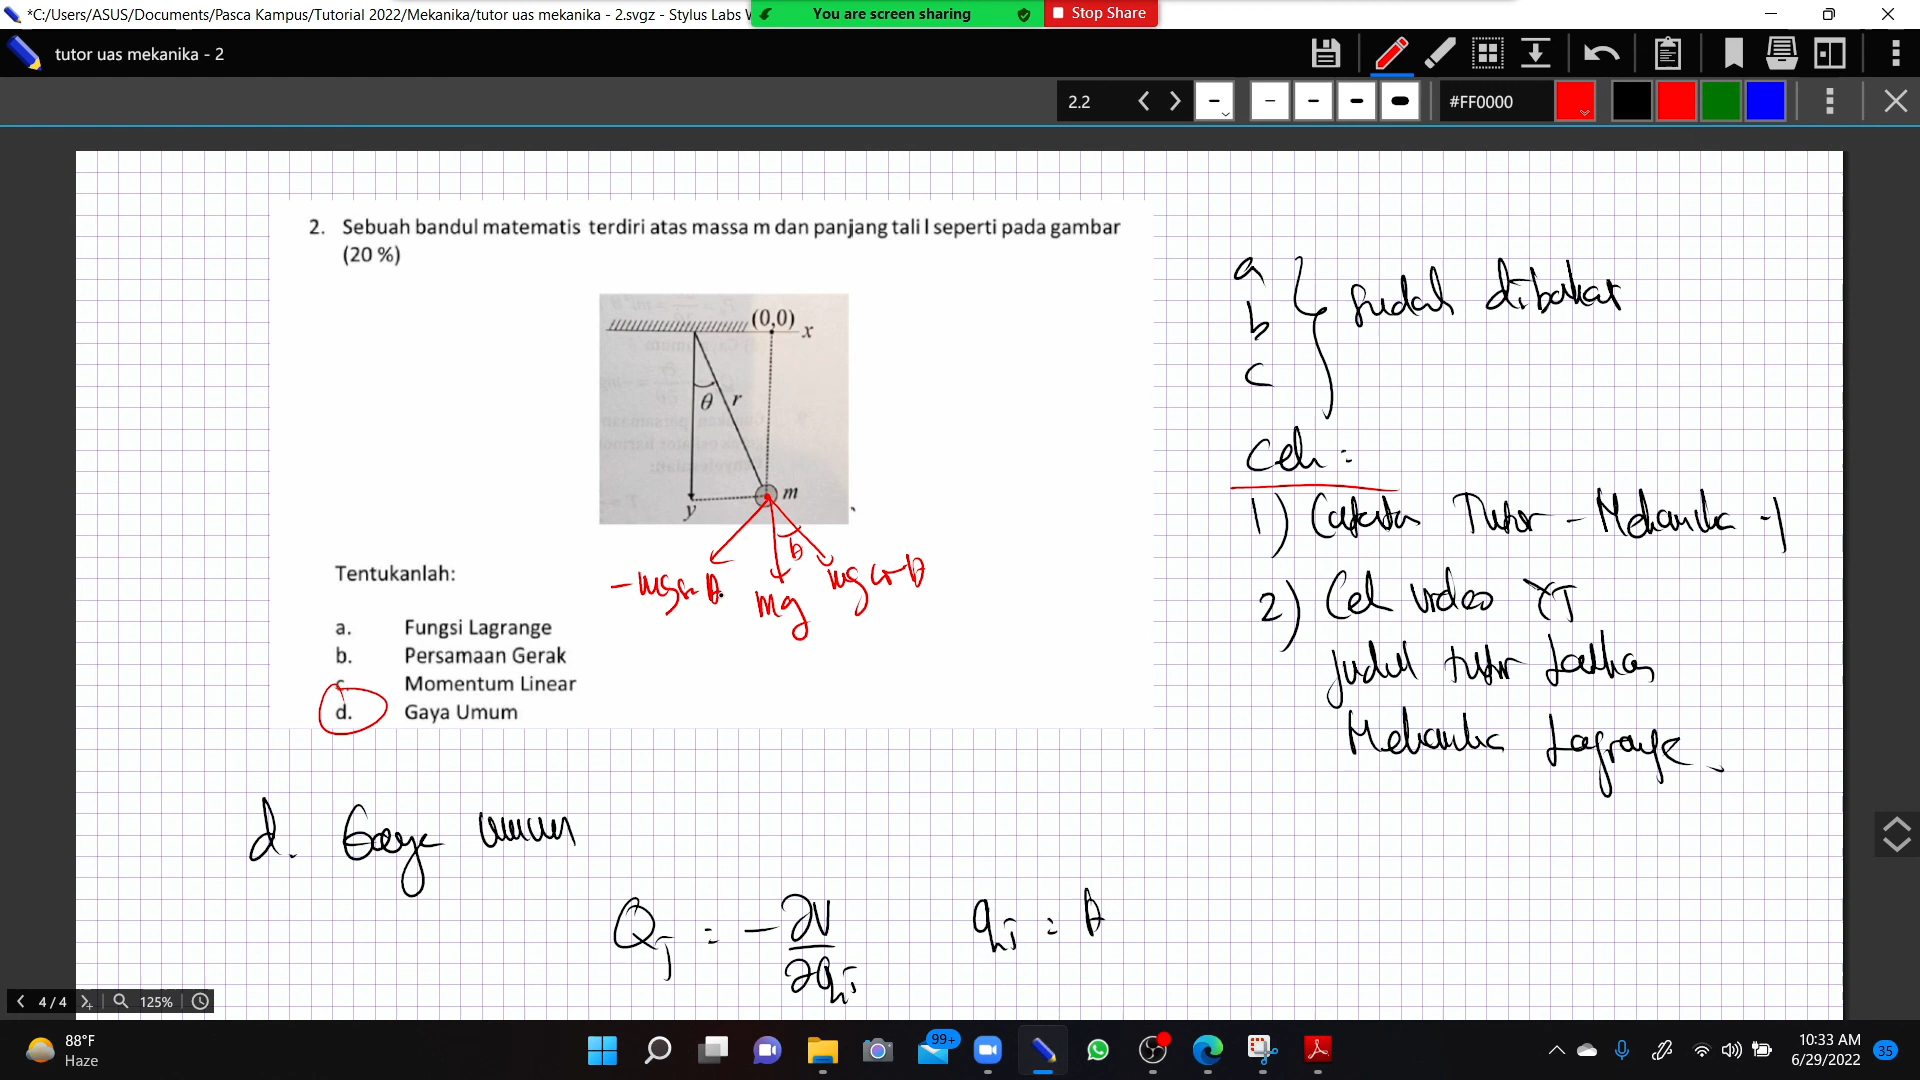 *C:/Users/ASUS/Documents/Pasca Kampus/Tutorial 2022/Mekanika/tutor uas mekanika - 2.svgz - Stylus Labs
You are screen sharing
Stop Share
tutor uas mekanika - 2
2.2
#FF0000
2. Sebuah bandul matematis terdiri atas massa m dan panjang tali l seperti pada gambar
(20 %)
(0,0)
x
θ
r
m
y
θ
- mg sin θ
mg
mg cos θ
Tentukanlah:
a. Fungsi Lagrange
b. Persamaan Gerak
c. Momentum Linear
d. Gaya Umum
a
b
c
sudah dibahas
Cek :
1) Catatan Tutor - Mekanika - 1
2) Cek video YT
judul tutor
Mekanika Lagrange
d. Gaya umum
Qj = - ∂V/∂qj
qj = θ
4 / 4
125%
88°F
Haze
99+
10:33 AM
6/29/2022
35